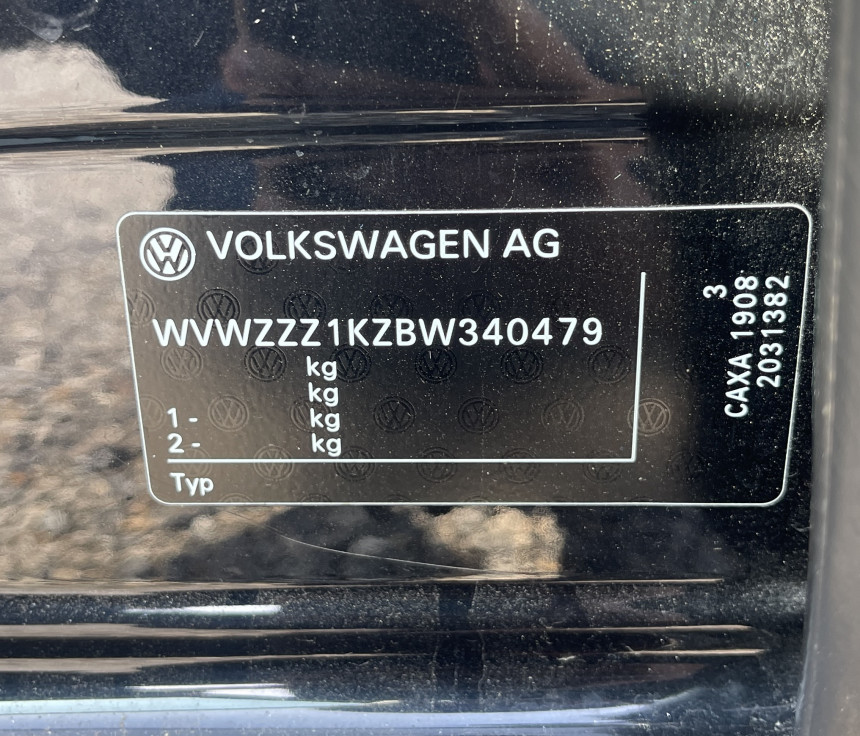 VOLKSWAGEN AG
WVWZZZ1KZBW340479
kg
kg
1 - kg
2 - kg
Typ
3
CAXA 1908
2031382